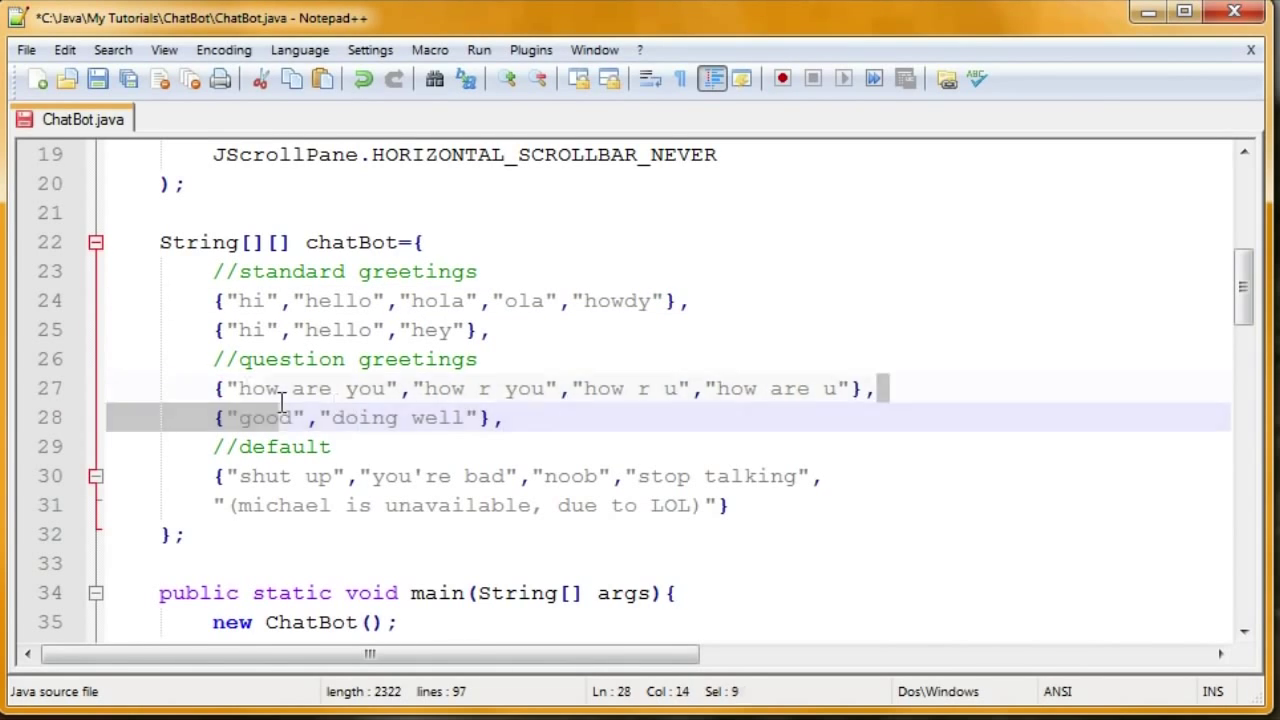 *C:\Java\My Tutorials\ChatBot\ChatBot.java - Notepad++
File Edit Search View Encoding Language Settings Macro Run Plugins Window ? X
ABC
ChatBot.java
19 JScrollPane.HORIZONTAL_SCROLLBAR_NEVER
20 );
21
22 String[][] chatBot={
23 //standard greetings
24 {"hi","hello","hola","ola","howdy"},
25 {"hi","hello","hey"},
26 //question greetings
27 {"how are you","how r you","how r u","how are u"},
28 {"good","doing well"},
29 //default
30 {"shut up","you're bad","noob","stop talking",
31 "(michael is unavailable, due to LOL)"}
32 };
33
34 public static void main(String[] args){
35 new ChatBot();
Java source file length : 2322 lines : 97 Ln : 28 Col : 14 Sel : 9 Dos\Windows ANSI INS